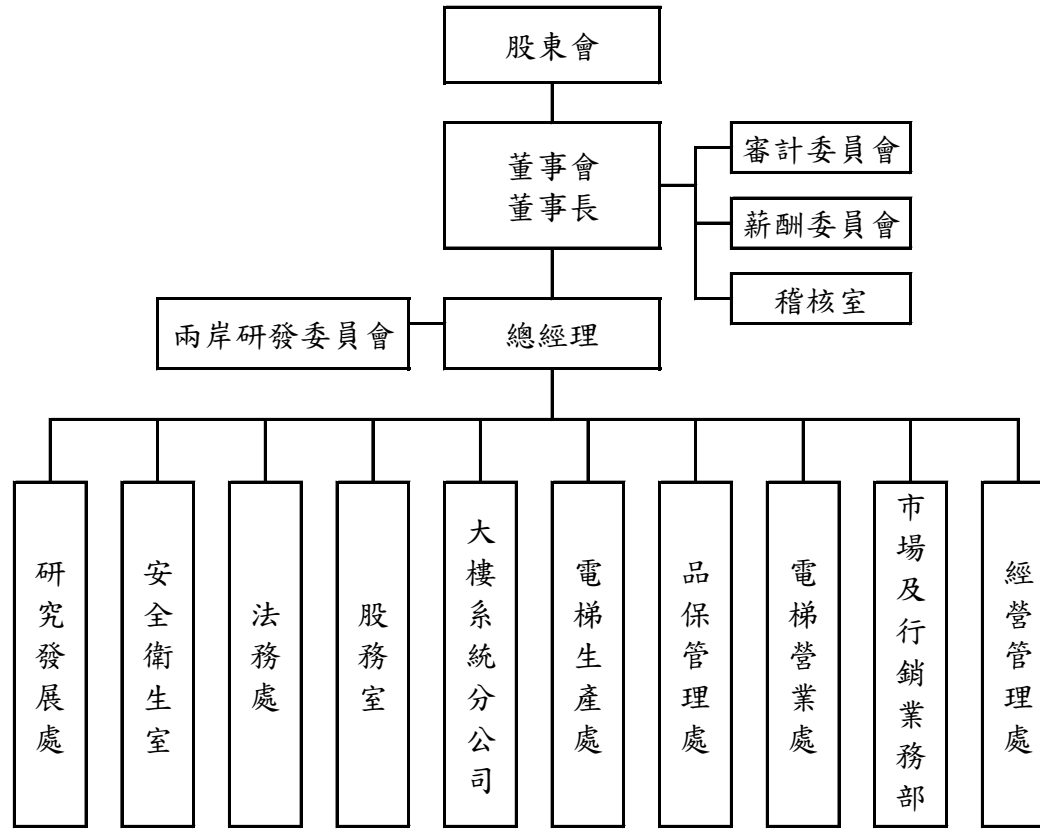 股東會
董事會
董事長
審計委員會
薪酬委員會
稽核室
兩岸研發委員會
總經理
研究發展處
安全衛生室
法務處
股務室
大樓系統分公司
電梯生產處
品保管理處
電梯營業處
市場及行銷業務部
經營管理處